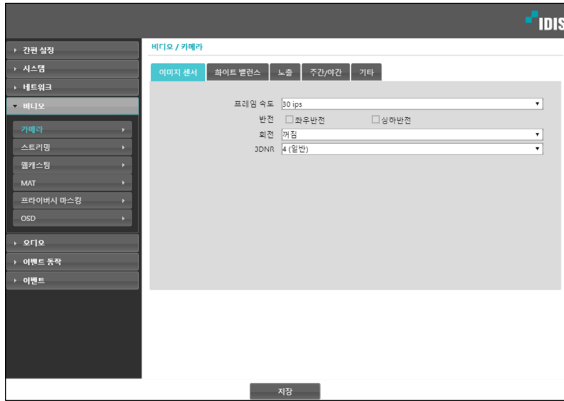 IDIS
간편 설정
시스템
네트워크
비디오
카메라
스트리밍
웹캐스팅
MAT
프라이버시 마스킹
OSD
오디오
이벤트 동작
이벤트
비디오 / 카메라
이미지 센서 화이트 밸런스 노출 주간/야간 기타
프레임 속도 30 ips
반전 좌우반전 상하반전
회전 꺼짐
3DNR 4 (일반)
저장